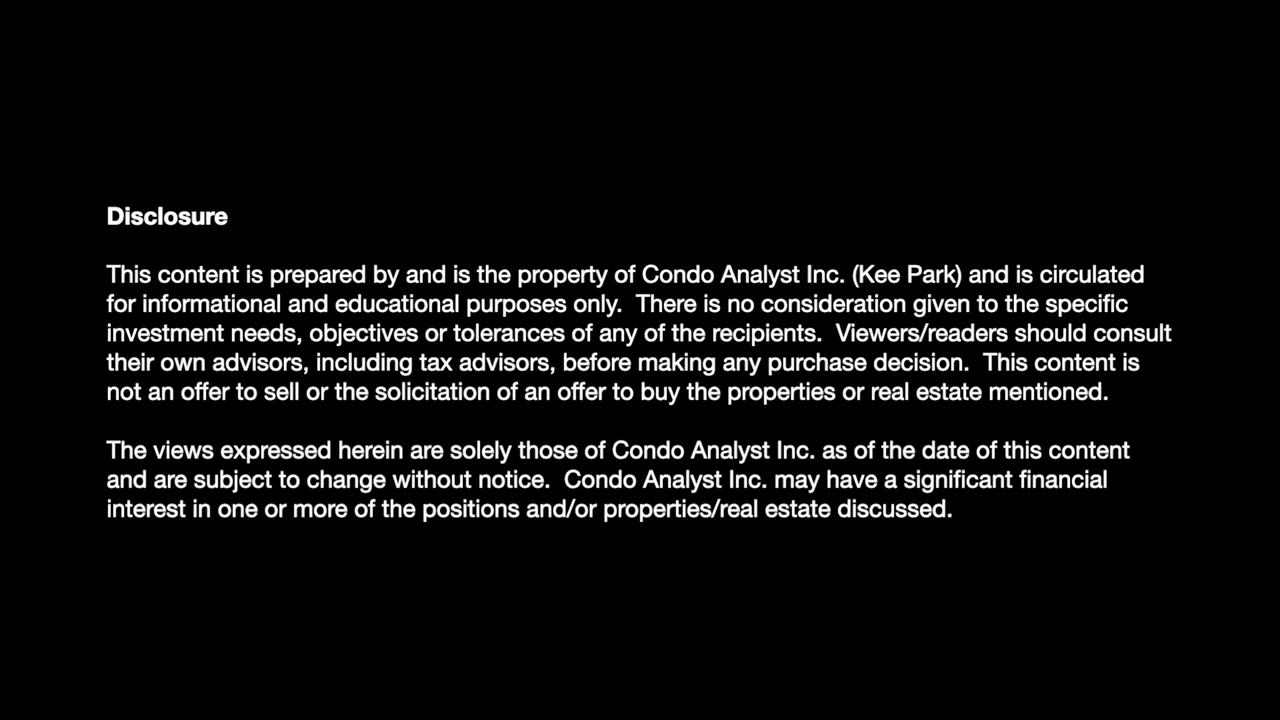 Disclosure
This content is prepared by and is the property of Condo Analyst Inc. (Kee Park) and is circulated
for informational and educational purposes only.  There is no consideration given to the specific
investment needs, objectives or tolerances of any of the recipients.  Viewers/readers should consult
their own advisors, including tax advisors, before making any purchase decision.  This content is
not an offer to sell or the solicitation of an offer to buy the properties or real estate mentioned.
The views expressed herein are solely those of Condo Analyst Inc. as of the date of this content
and are subject to change without notice.  Condo Analyst Inc. may have a significant financial
interest in one or more of the positions and/or properties/real estate discussed.